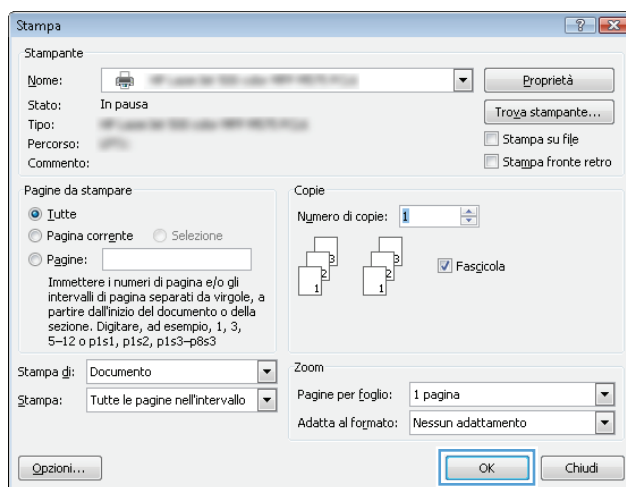 Stampa
Stampante
Nome:
Proprietà
Stato: In pausa
Trova stampante...
Tipo:
Percorso:
Stampa su file
Commento:
Stampa fronte retro
Pagine da stampare
Tutte
Pagina corrente Selezione
Pagine:
Immettere i numeri di pagina e/o gli
intervalli di pagina separati da virgole, a
partire dall'inizio del documento o della
sezione. Digitare, ad esempio, 1, 3,
5–12 o p1s1, p1s2, p1s3–p8s3
Copie
Numero di copie: 1
3 3
2 2
1 1
Fascicola
Stampa di: Documento
Stampa: Tutte le pagine nell'intervallo
Zoom
Pagine per foglio: 1 pagina
Adatta al formato: Nessun adattamento
Opzioni...
OK
Chiudi